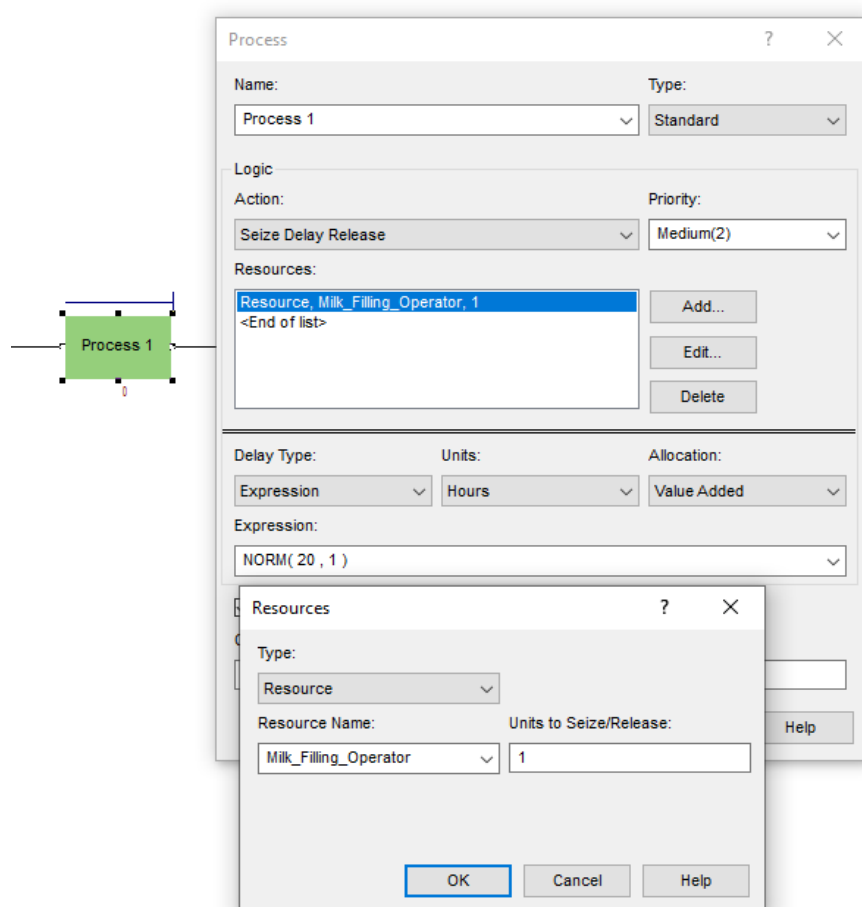 Process ? ×
Name: Type:
Process 1 Standard
Logic
Action: Priority:
Seize Delay Release Medium(2)
Resources:
Resource, Milk_Filling_Operator, 1
<End of list>
Add...
Edit...
Delete
Process 1
0
Delay Type: Units: Allocation:
Expression Hours Value Added
Expression:
NORM( 20 , 1 )
Resources ? ×
Type:
Resource
Resource Name: Units to Seize/Release:
Milk_Filling_Operator 1
Help
OK Cancel Help